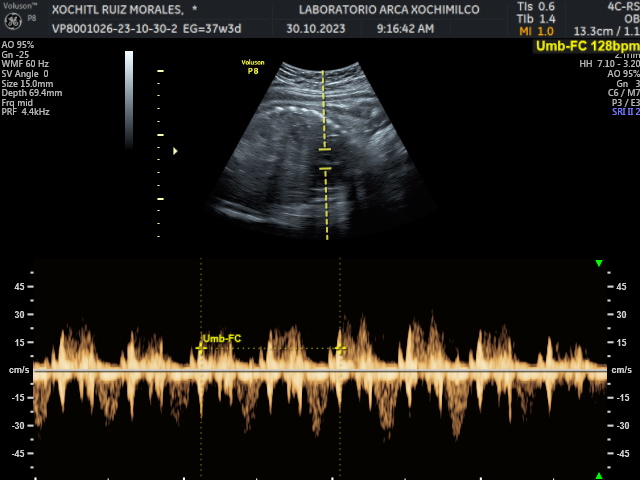 Voluson™
P8
XOCHITL RUIZ MORALES, *
LABORATORIO ARCA XOCHIMILCO
VP8001026-23-10-30-2 EG=37w3d
30.10.2023
9:16:42 AM
TIs 0.6
TIb 1.4
MI 1.0
4C-RS
OB
13.3cm / 1.1
Umb-FC 128bpm
AO 95%
Gn -25
WMF 60 Hz
SV Angle 0
Size 15.0mm
Depth 69.4mm
Frq mid
PRF 4.4kHz
Voluson
P8
HH 7.10 - 3.20
AO 95%
Gn 3
C6 / M7
P3 / E3
SRI II 2
45
30
15
cm/s
-15
-30
-45
Umb-FC
45
30
15
cm/s
-15
-30
-45